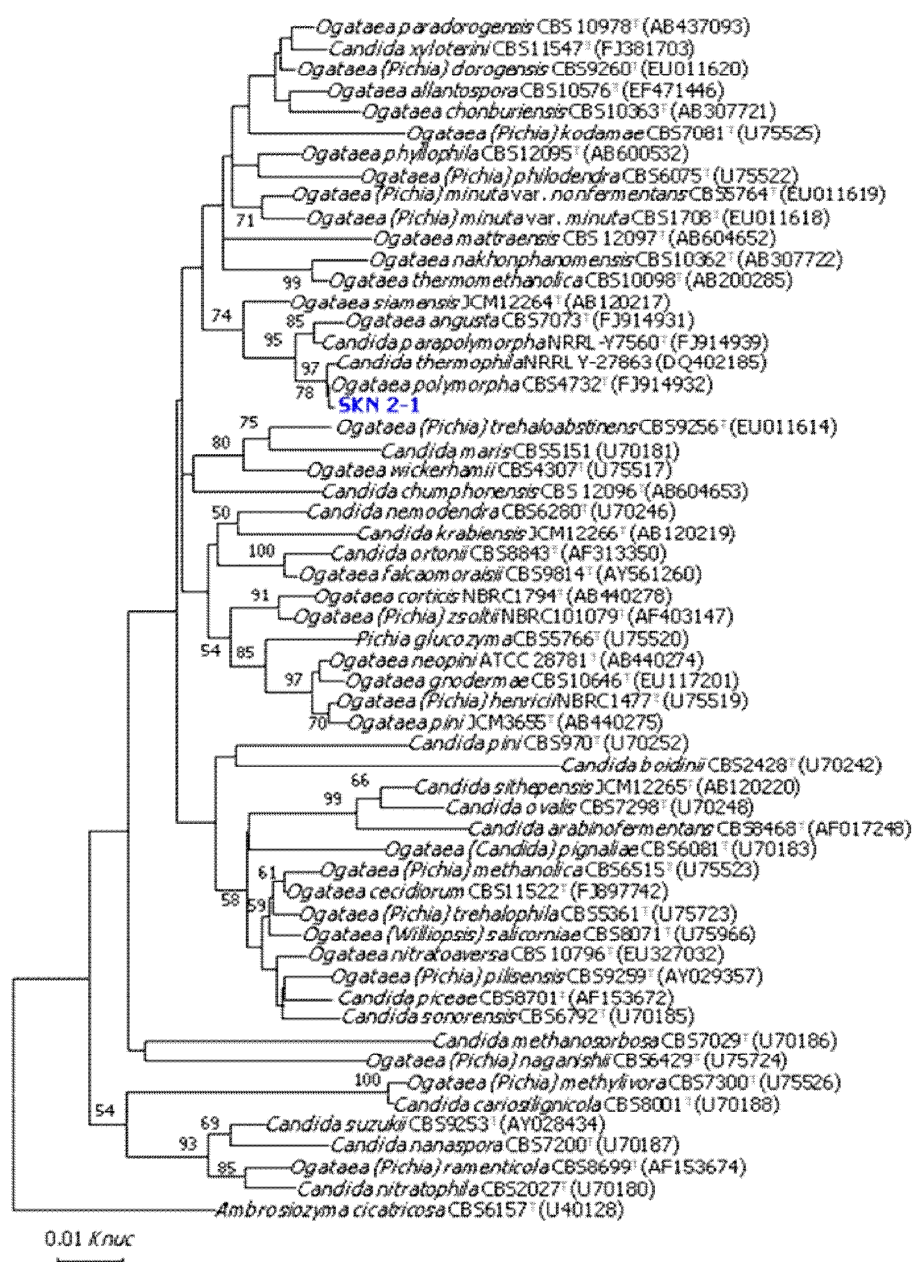 Ogataea paradorogensis CBS 10978ᵀ (AB437093)
Candida xyloterini CBS11547ᵀ (FJ381703)
Ogataea (Pichia) dorogensis CBS9260ᵀ (EU011620)
Ogataea allantospora CBS10576ᵀ (EF471446)
Ogataea chonburiensis CBS10363ᵀ (AB307721)
Ogataea (Pichia) kodamae CBS7081ᵀ (U75525)
Ogataea phyllophila CBS12095ᵀ (AB600532)
Ogataea (Pichia) philodendra CBS6075ᵀ (U75522)
Ogataea (Pichia) minuta var. nonfermentans CBS5764ᵀ (EU011619)
71 Ogataea (Pichia) minuta var. minuta CBS1708ᵀ (EU011618)
Ogataea mattraensis CBS 12097ᵀ (AB604652)
Ogataea nakhonphanomensis CBS10362ᵀ (AB307722)
99 Ogataea thermomethanolica CBS10098ᵀ (AB200285)
Ogataea siamensis JCM12264ᵀ (AB120217)
74 85 Ogataea angusta CBS7073ᵀ (FJ914931)
95 Candida parapolymorpha NRRL-Y7560ᵀ (FJ914939)
97 Candida thermophila NRRL Y-27863 (DQ402185)
78 Ogataea polymorpha CBS4732ᵀ (FJ914932)
SKN 2-1
75 Ogataea (Pichia) trehaloabstinens CBS9256ᵀ (EU011614)
80 Candida maris CBS5151 (U70181)
Ogataea wickerhamii CBS4307ᵀ (U75517)
Candida chumphonensis CBS 12096ᵀ (AB604653)
50 Candida nemodendra CBS6280ᵀ (U70246)
Candida krabiensis JCM12266ᵀ (AB120219)
100 Candida ortonii CBS8843ᵀ (AF313350)
Ogataea falcaomoraisii CBS9814ᵀ (AY561260)
91 Ogataea corticis NBRC1794ᵀ (AB440278)
Ogataea (Pichia) zsoltii NBRC101079ᵀ (AF403147)
54 85 Pichia glucozyma CBS5766ᵀ (U75520)
Ogataea neopini ATCC 28781ᵀ (AB440274)
97 Ogataea gnodermae CBS10646ᵀ (EU117201)
Ogataea (Pichia) henricii NBRC1477ᵀ (U75519)
70 Ogataea pini JCM3655ᵀ (AB440275)
Candida pini CBS970ᵀ (U70252)
Candida boidinii CBS2428ᵀ (U70242)
66 Candida sithepensis JCM12265ᵀ (AB120220)
99 Candida ovalis CBS7298ᵀ (U70248)
Candida arabinofermentans CBS8468ᵀ (AF017248)
Ogataea (Candida) pignaliae CBS6081ᵀ (U70183)
61 Ogataea (Pichia) methanolica CBS6515ᵀ (U75523)
58 59 Ogataea cecidiorum CBS11522ᵀ (FJ897742)
Ogataea (Pichia) trehalophila CBS5361ᵀ (U75723)
Ogataea (Williopsis) salicorniae CBS8071ᵀ (U75966)
Ogataea nitratoaversa CBS 10796ᵀ (EU327032)
Ogataea (Pichia) pilisensis CBS9259ᵀ (AY029357)
Candida piceae CBS8701ᵀ (AF153672)
Candida sonorensis CBS6792ᵀ (U70185)
Candida methanosorbosa CBS7029ᵀ (U70186)
Ogataea (Pichia) naganishii CBS6429ᵀ (U75724)
100 Ogataea (Pichia) methylivora CBS7300ᵀ (U75526)
Candida cariosilignicola CBS8001ᵀ (U70188)
54 69 Candida suzukii CBS9253ᵀ (AY028434)
93 Candida nanaspora CBS7200ᵀ (U70187)
85 Ogataea (Pichia) ramenticola CBS8699ᵀ (AF153674)
Candida nitratophila CBS2027ᵀ (U70180)
Ambrosiozyma cicatricosa CBS6157ᵀ (U40128)
0.01 Knuc